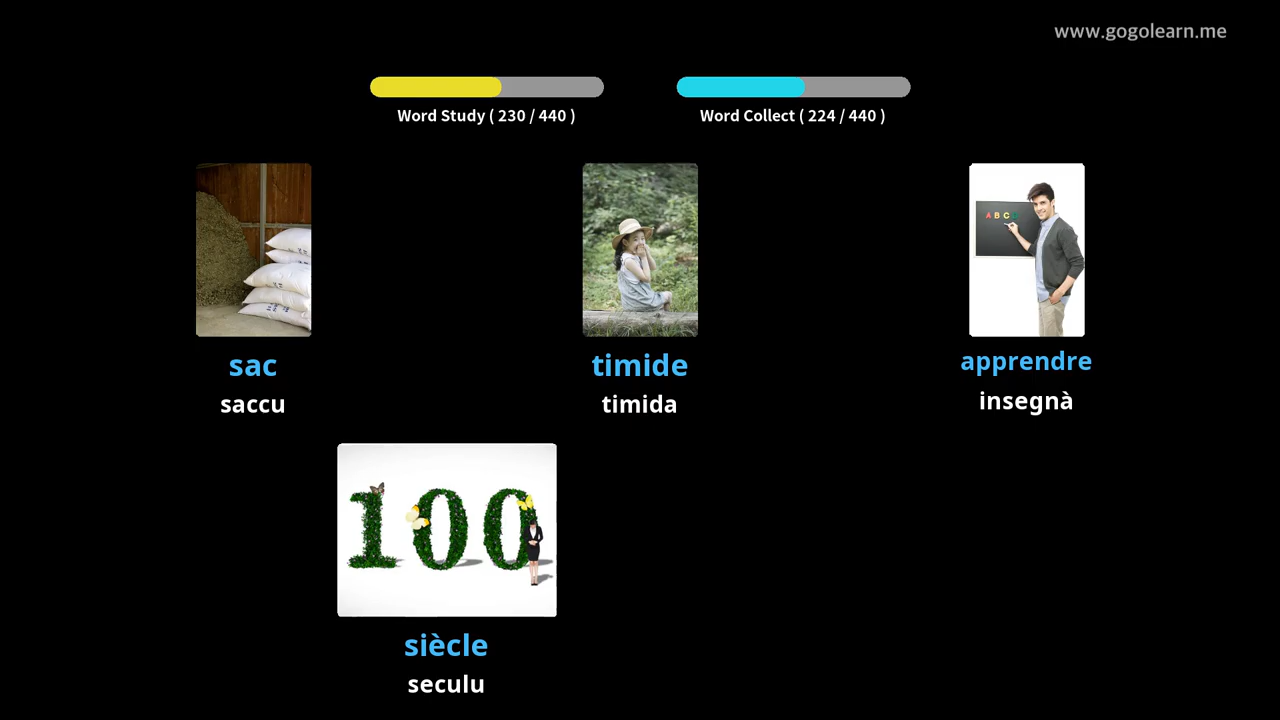 www.gogolearn.me
Word Study ( 230 / 440 )
Word Collect ( 224 / 440 )
A B C D
sac
timide
apprendre
saccu
timida
insegnà
100
siècle
seculu